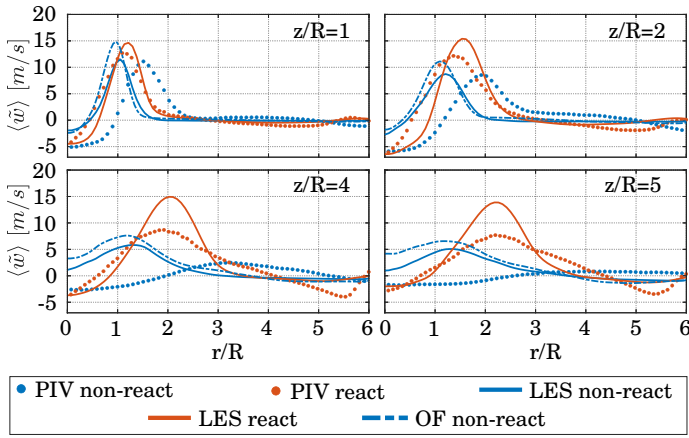 z/R=1
z/R=2
20
15
10
5
0
-5
⟨w̃⟩ [m/s]
z/R=4
z/R=5
20
15
10
5
0
-5
⟨w̃⟩ [m/s]
0 1 2 3 4 5 6 0 1 2 3 4 5 6
r/R r/R
PIV non-react PIV react LES non-react
LES react OF non-react